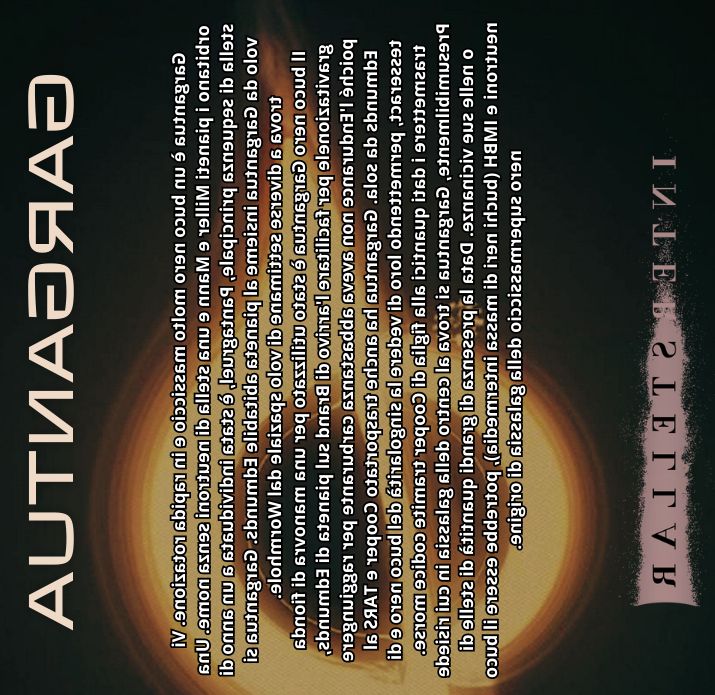 GARGANTUA
Gargantua è un buco nero molto massiccio e in rapida rotazione. Vi
orbitano i pianeti Miller e Mann e una stella di neutroni senza nome. Una
stella di sequenza principale, Pantagruel, è stata individuata a un anno di
volo da Gargantua insieme al pianeta abitabile Edmunds. Gargantua si
trova a diverse settimane di volo spaziale dal Wormhole.
Il buco nero Gargantua è stato utilizzato per una manovra di fionda
gravitazionale, per elitarlica, per l'invio di Brand sul pianeta di Edmunds,
poiché l'Endurance non aveva abbastanza carburante per raggiungere
Edmunds da sola. Gargantua ha anche trasportato Cooper e TARS al
tesseract, permettendo loro di vedere la singolarità del buco nero e di
trasmettere i dati quantici alla figlia di Cooper tramite codice morse.
Presumibilmente, Gargantua si trova al centro della galassia in cui risiede
o nelle sue vicinanze. Data la presenza di grandi quantità di stelle di
neutroni e IMBH (buchi neri di massa intermedia), potrebbe essere il buco
nero supermassiccio della galassia di origine.
INTERSTELLAR